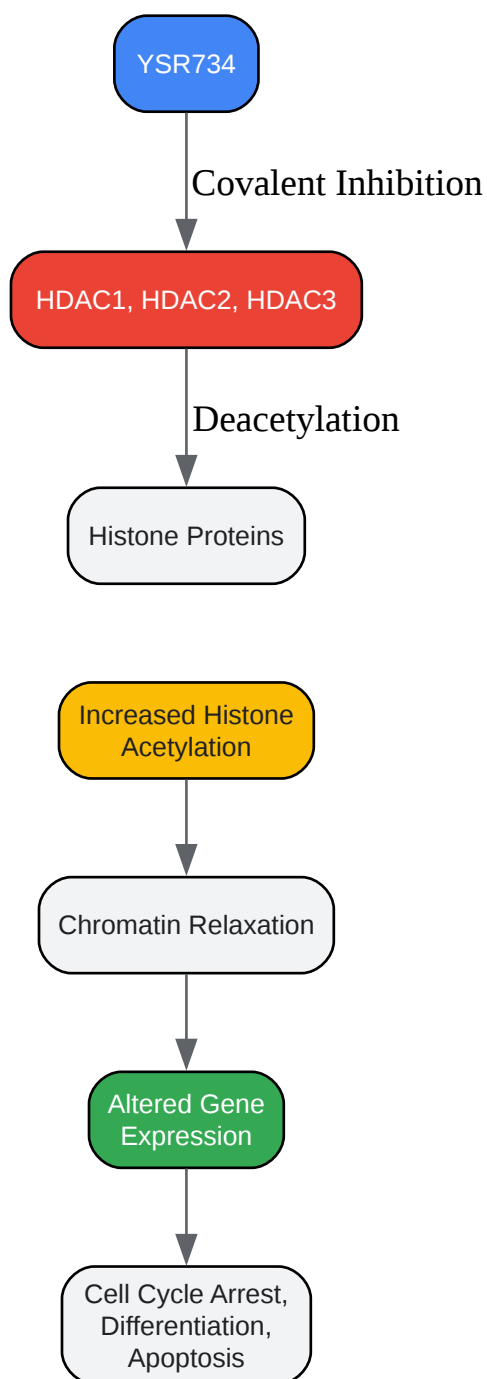 YSR734
Covalent Inhibition
HDAC1, HDAC2, HDAC3
Deacetylation
Histone Proteins
Increased Histone
Acetylation
Chromatin Relaxation
Altered Gene
Expression
Cell Cycle Arrest,
Differentiation,
Apoptosis